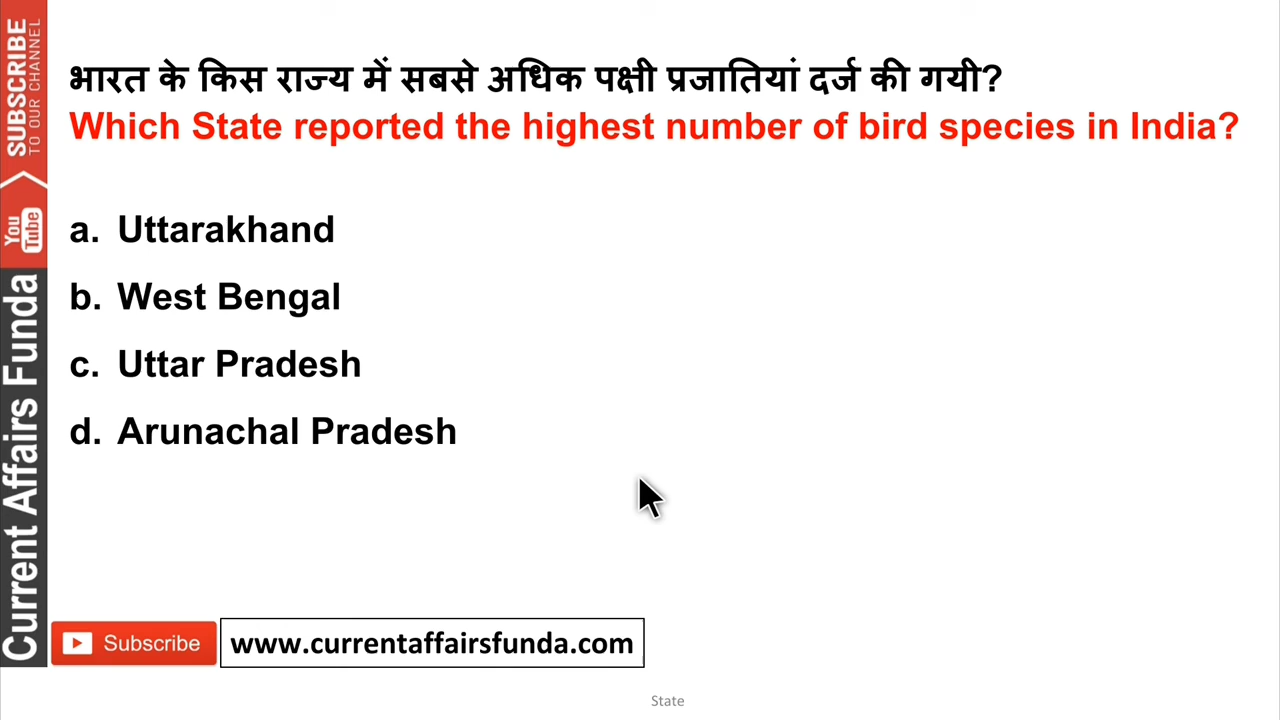 भारत के किस राज्य में सबसे अधिक पक्षी प्रजातियां दर्ज की गयी?
Which State reported the highest number of bird species in India?
a. Uttarakhand
b. West Bengal
c. Uttar Pradesh
d. Arunachal Pradesh
SUBSCRIBE
TO OUR CHANNEL
You
Tube
Current Affairs Funda
Subscribe
www.currentaffairsfunda.com
State